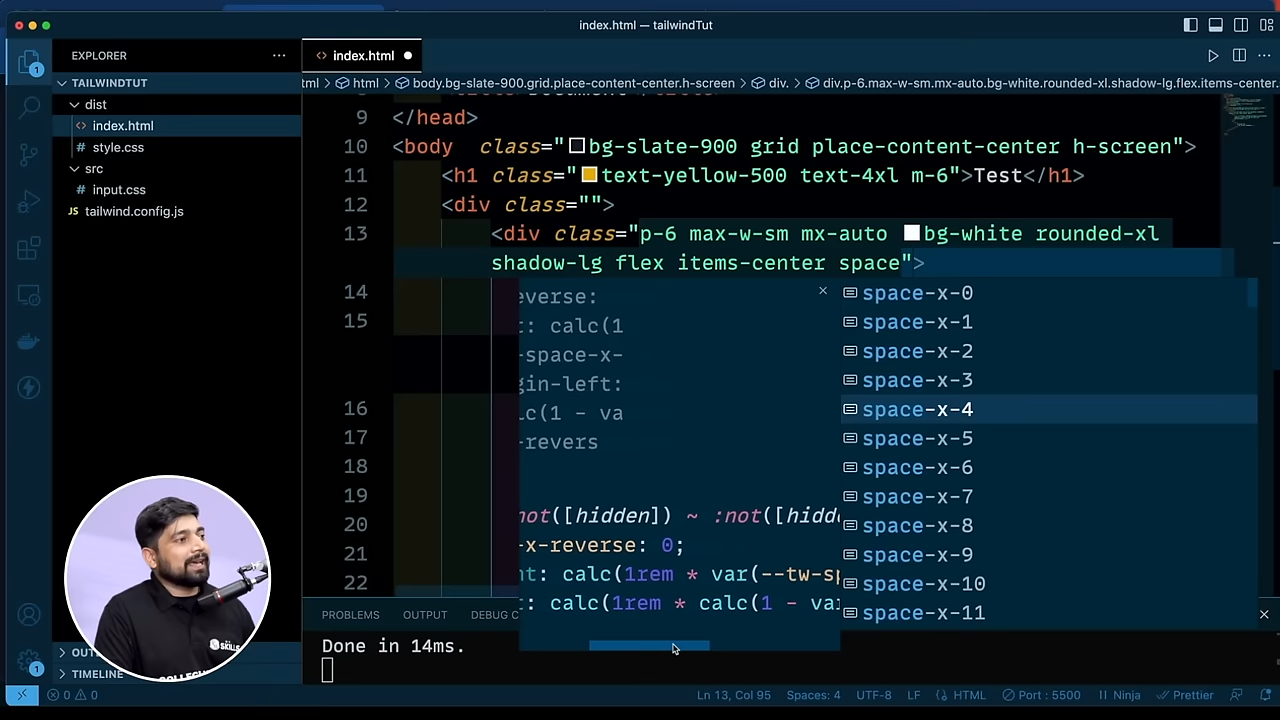 index.html — tailwindTut
EXPLORER
index.html
1
TAILWINDTUT
dist
index.html
style.css
src
input.css
JS tailwind.config.js
html > body.bg-slate-900.grid.place-content-center.h-screen > div. > div.p-6.max-w-sm.mx-auto.bg-white.rounded-xl.shadow-lg.flex.items-center.
9 </head>
10 <body class="bg-slate-900 grid place-content-center h-screen">
11 <h1 class="text-yellow-500 text-4xl m-6">Test</h1>
12 <div class="">
13 <div class="p-6 max-w-sm mx-auto bg-white rounded-xl
shadow-lg flex items-center space">
14
15
16
17
18
19
20
21
22
everse:
t: calc(1
-space-x-
gin-left:
lc(1 - va
-revers
not([hidden]) ~ :not([hidd
-x-reverse: 0;
nt: calc(1rem * var(--tw-sp
t: calc(1rem * calc(1 - var
space-x-0
space-x-1
space-x-2
space-x-3
space-x-4
space-x-5
space-x-6
space-x-7
space-x-8
space-x-9
space-x-10
space-x-11
PROBLEMS OUTPUT DEBUG C
Done in 14ms.
TIMELINE
1
0 0
Ln 13, Col 95 Spaces: 4 UTF-8 LF HTML Port : 5500 Ninja Prettier